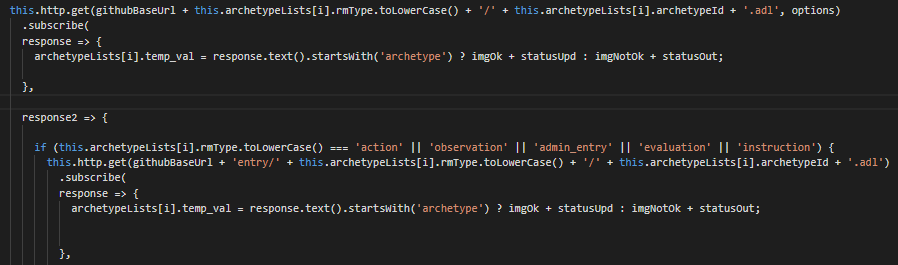 this.http.get(githubBaseUrl + this.archetypeLists[i].rmType.toLowerCase() + '/' + this.archetypeLists[i].archetypeId + '.adl', options)
.subscribe(
response => {
archetypeLists[i].temp_val = response.text().startsWith('archetype') ? imgOk + statusUpd : imgNotOk + statusOut;
},
response2 => {
if (this.archetypeLists[i].rmType.toLowerCase() === 'action' || 'observation' || 'admin_entry' || 'evaluation' || 'instruction') {
this.http.get(githubBaseUrl + 'entry/' + this.archetypeLists[i].rmType.toLowerCase() + '/' + this.archetypeLists[i].archetypeId + '.adl')
.subscribe(
response => {
archetypeLists[i].temp_val = response.text().startsWith('archetype') ? imgOk + statusUpd : imgNotOk + statusOut;
},